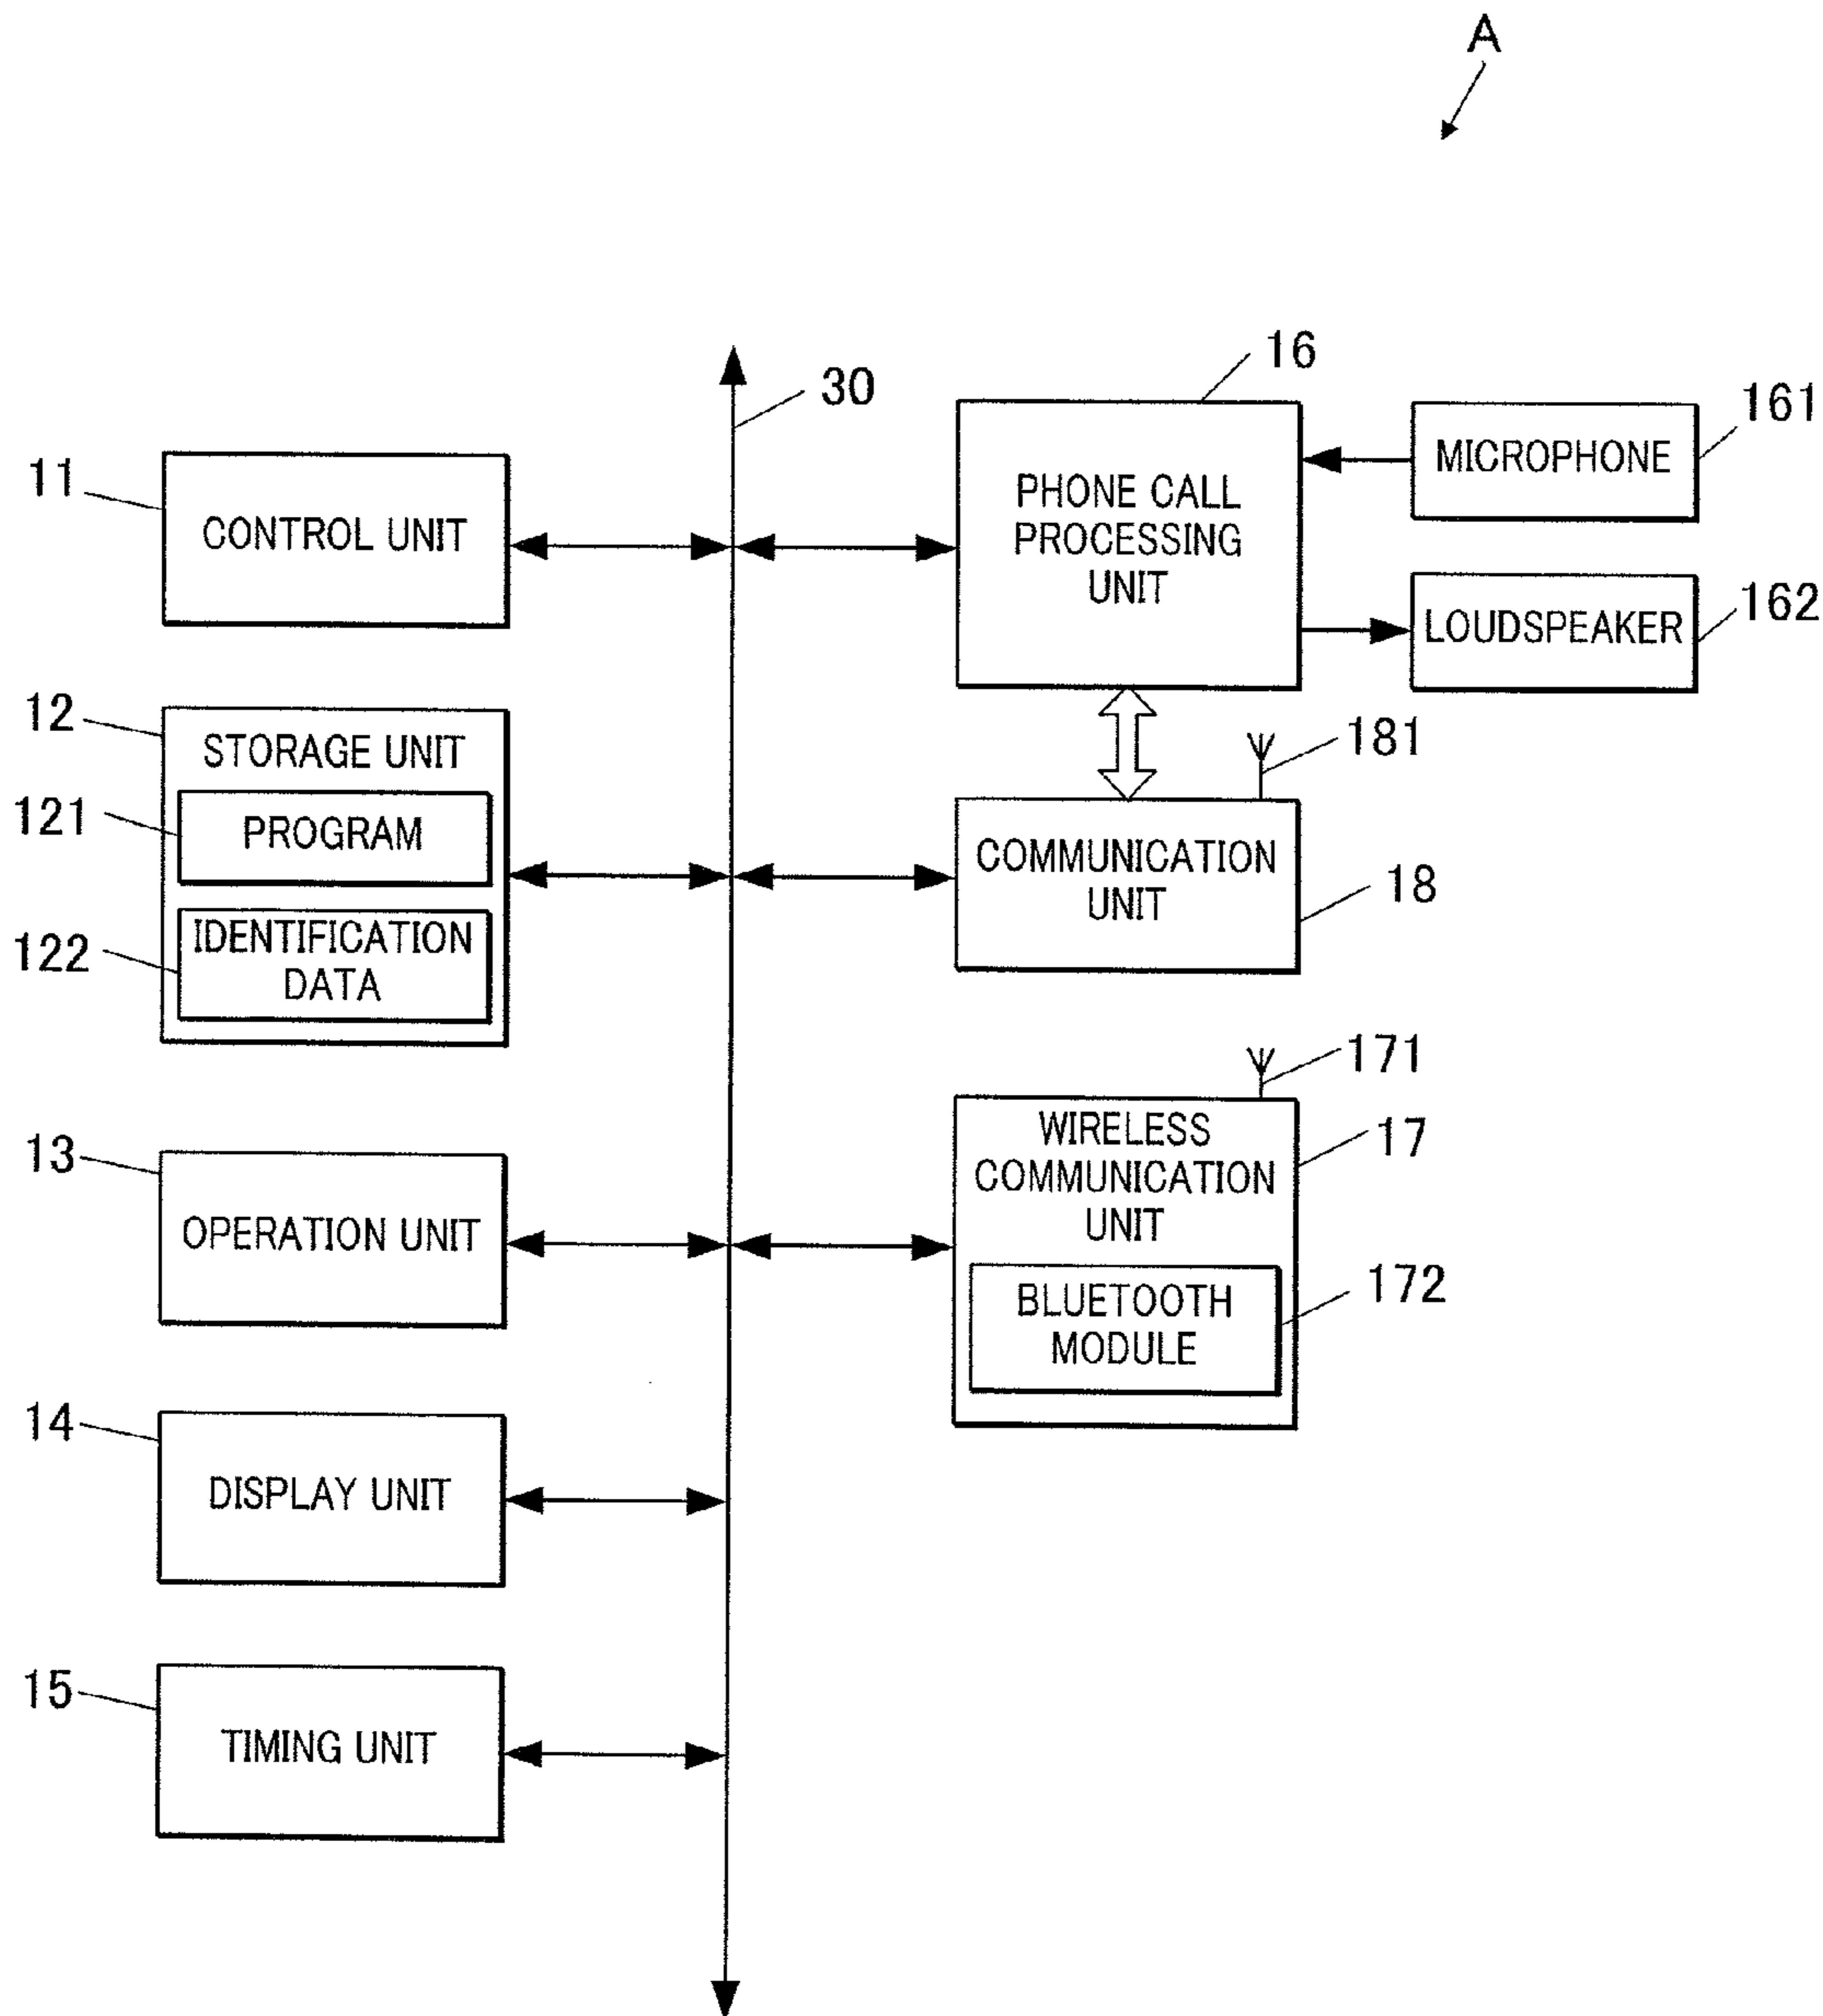 A
30
16
161
MICROPHONE
11
CONTROL UNIT
PHONE CALL
PROCESSING
UNIT
162
LOUDSPEAKER
12
STORAGE UNIT
181
121
PROGRAM
COMMUNICATION
UNIT
18
122
IDENTIFICATION
DATA
171
13
OPERATION UNIT
WIRELESS
COMMUNICATION
UNIT
17
BLUETOOTH
MODULE
172
14
DISPLAY UNIT
15
TIMING UNIT